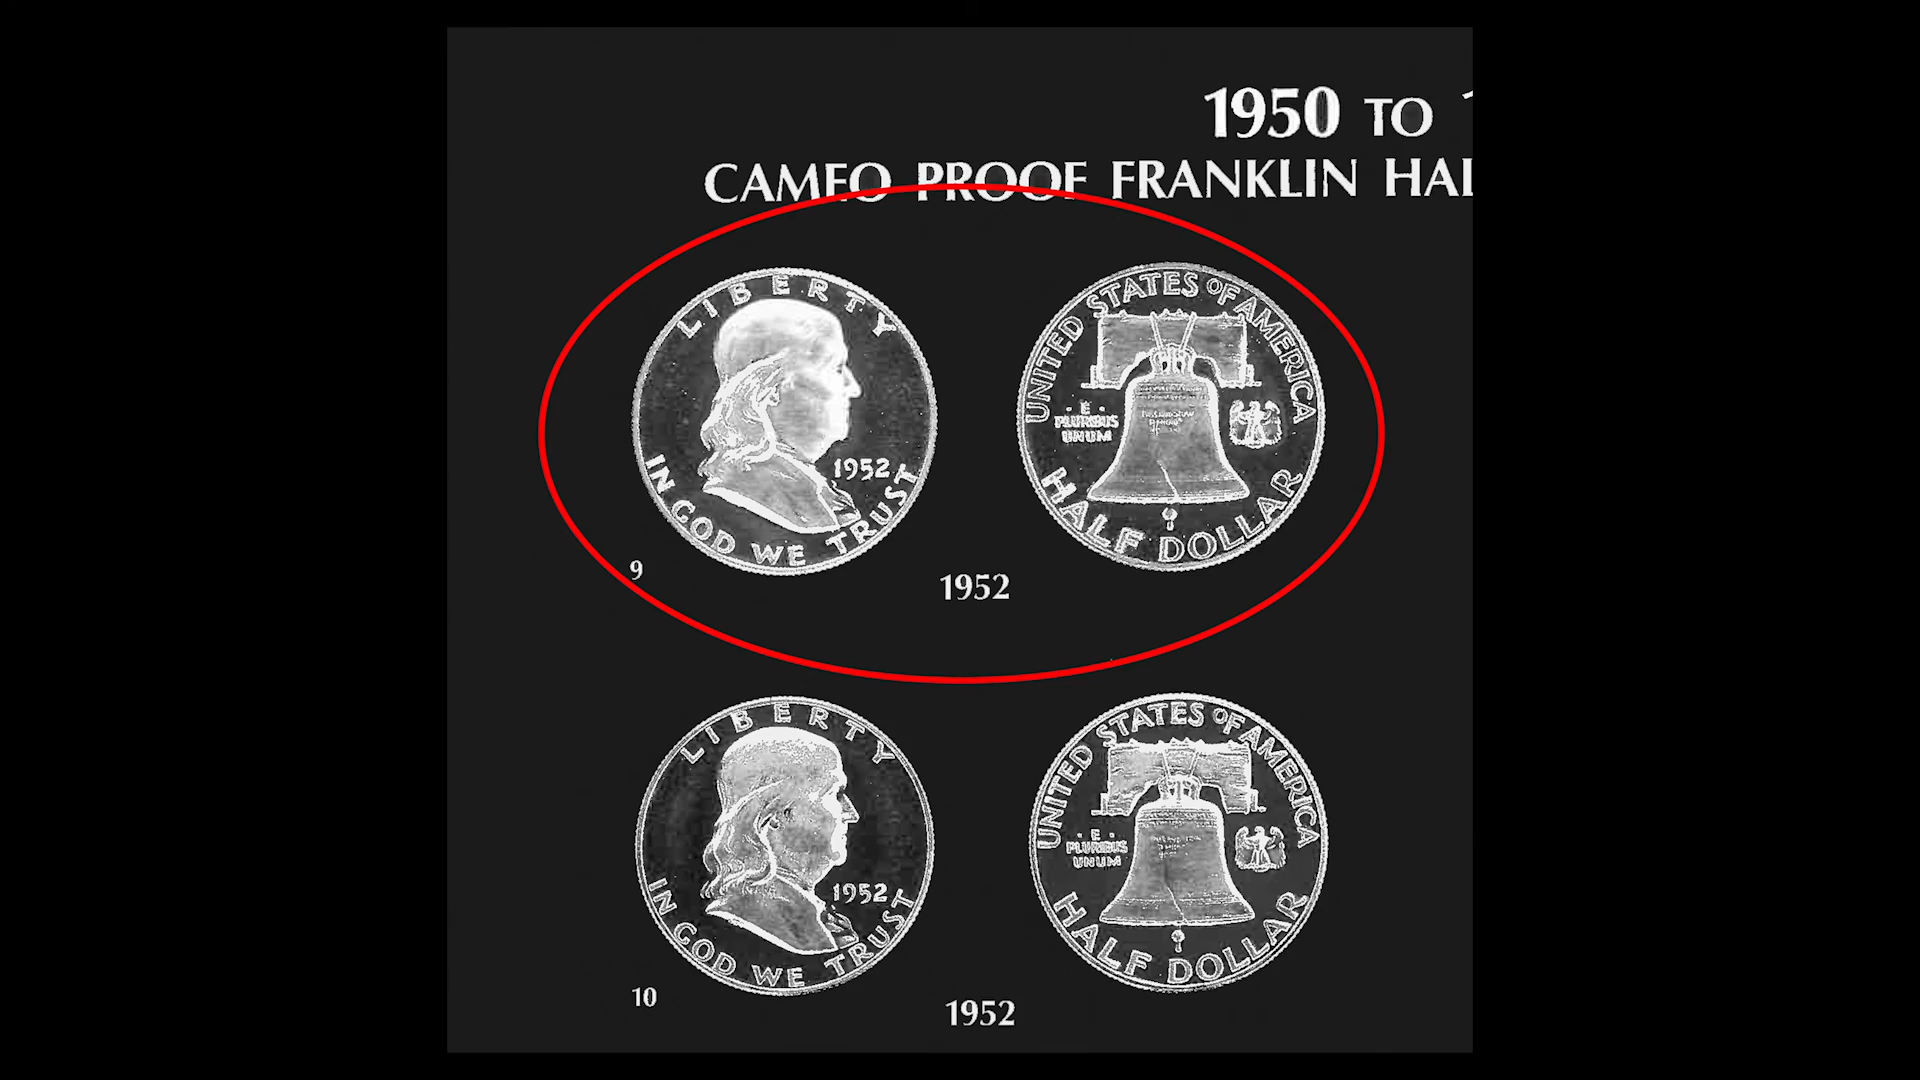 1950 TO
CAMEO PROOF FRANKLIN HAL
LIBERTY
1952
IN GOD WE TRUST
UNITED STATES OF AMERICA
E
PLURIBUS
UNUM
HALF DOLLAR
9
1952
LIBERTY
1952
IN GOD WE TRUST
UNITED STATES OF AMERICA
E
PLURIBUS
UNUM
HALF DOLLAR
10
1952